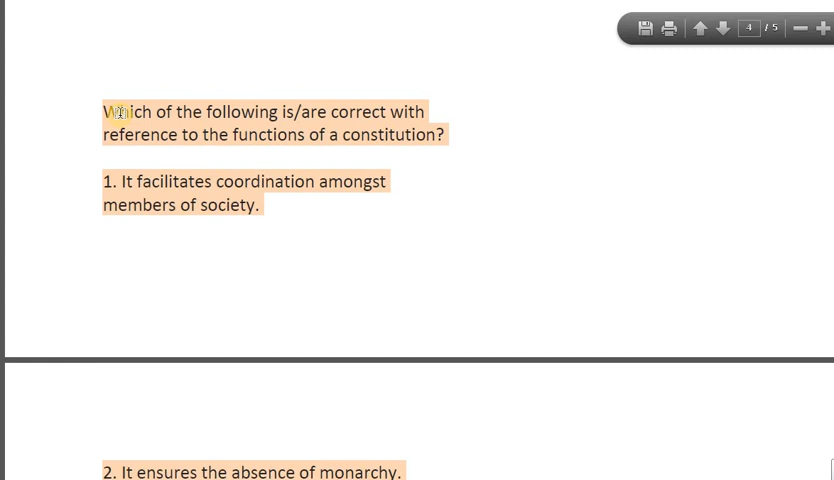 4 / 5
Which of the following is/are correct with
reference to the functions of a constitution?
1. It facilitates coordination amongst
members of society.
2. It ensures the absence of monarchy.